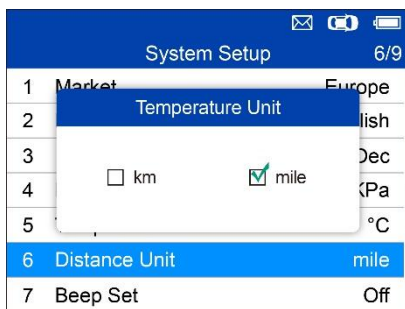 System Setup 6/9
1 Market Europe
Temperature Unit
2 lish
3 Dec
km mile
4 KPa
5 °C
6 Distance Unit mile
7 Beep Set Off